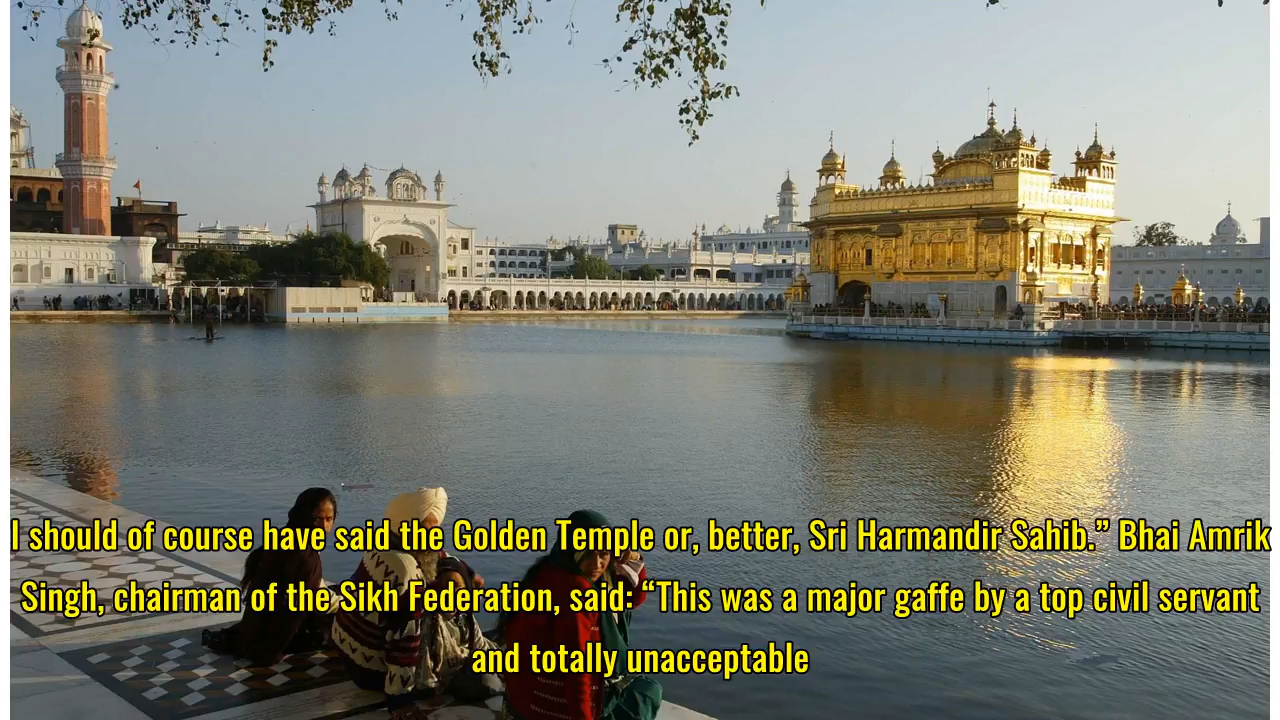 I should of course have said the Golden Temple or, better, Sri Harmandir Sahib.” Bhai Amrik
Singh, chairman of the Sikh Federation, said: “This was a major gaffe by a top civil servant
and totally unacceptable